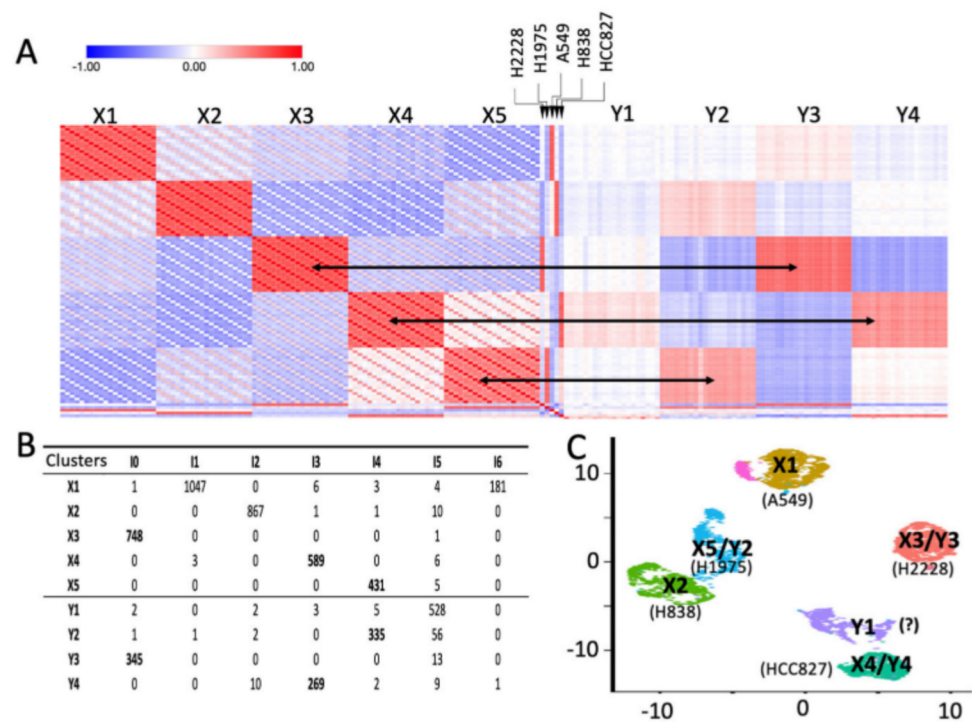 A
-1.00 0.00 1.00
H2228 H1975 A549 H838 HCC827
X1 X2 X3 X4 X5 Y1 Y2 Y3 Y4
B
Clusters I0 I1 I2 I3 I4 I5 I6
X1 1 1047 0 6 3 4 181
X2 0 0 867 1 1 10 0
X3 748 0 0 0 0 1 0
X4 0 3 0 589 0 6 0
X5 0 0 0 0 431 5 0
Y1 2 0 2 3 5 528 0
Y2 1 1 2 0 335 56 0
Y3 345 0 0 0 0 13 0
Y4 0 0 10 269 2 9 1
C
10
X1
(A549)
X3/Y3
(H2228)
0
X5/Y2
(H1975)
X2
(H838)
Y1 (?)
-10
(HCC827) X4/Y4
-10 0 10